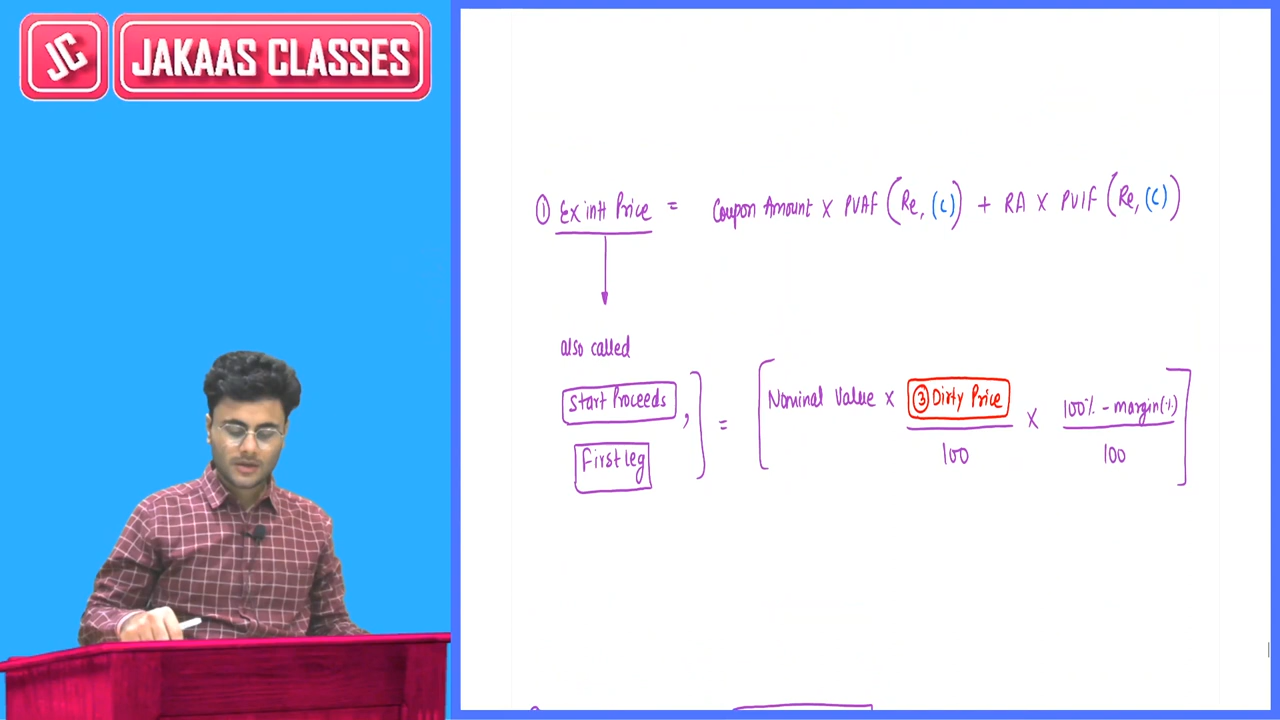 JC JAKAAS CLASSES
① Ex intt Price = Coupon Amount × PVAF (Re, (C)) + RA × PVIF (Re, (C))
also called
Start Proceeds,
First leg
= [Nominal Value × ③ Dirty Price / 100 × 100% - margin(%) / 100]